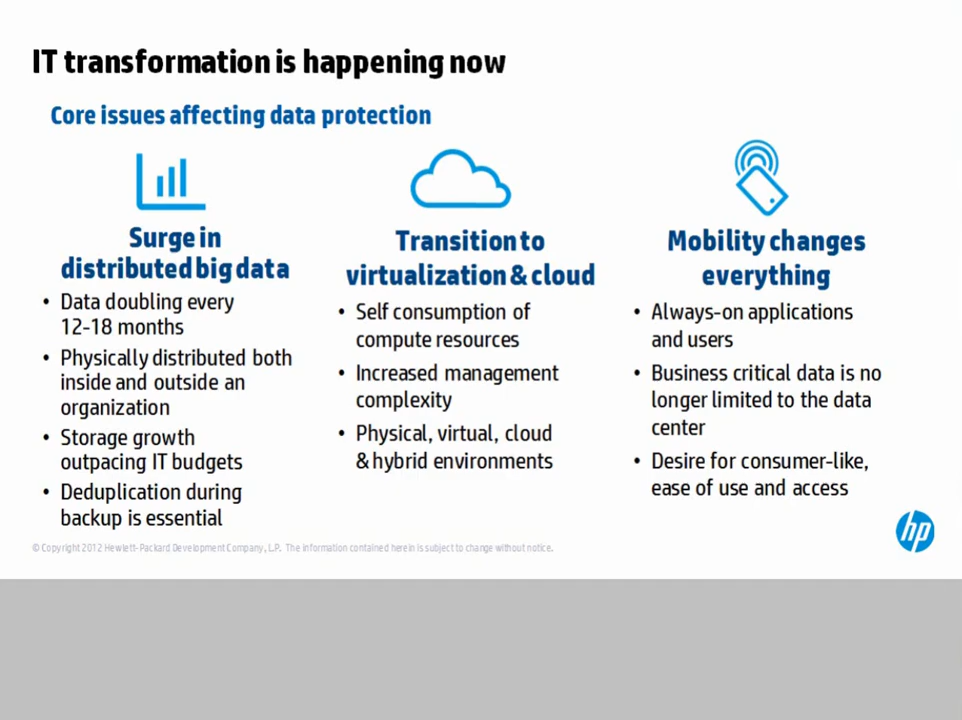 IT transformation is happening now
Core issues affecting data protection
Surge in
distributed big data
• Data doubling every
12-18 months
• Physically distributed both
inside and outside an
organization
• Storage growth
outpacing IT budgets
• Deduplication during
backup is essential
Transition to
virtualization & cloud
• Self consumption of
compute resources
• Increased management
complexity
• Physical, virtual, cloud
& hybrid environments
Mobility changes
everything
• Always-on applications
and users
• Business critical data is no
longer limited to the data
center
• Desire for consumer-like,
ease of use and access
© Copyright 2012 Hewlett-Packard Development Company, L.P. The information contained herein is subject to change without notice.
hp